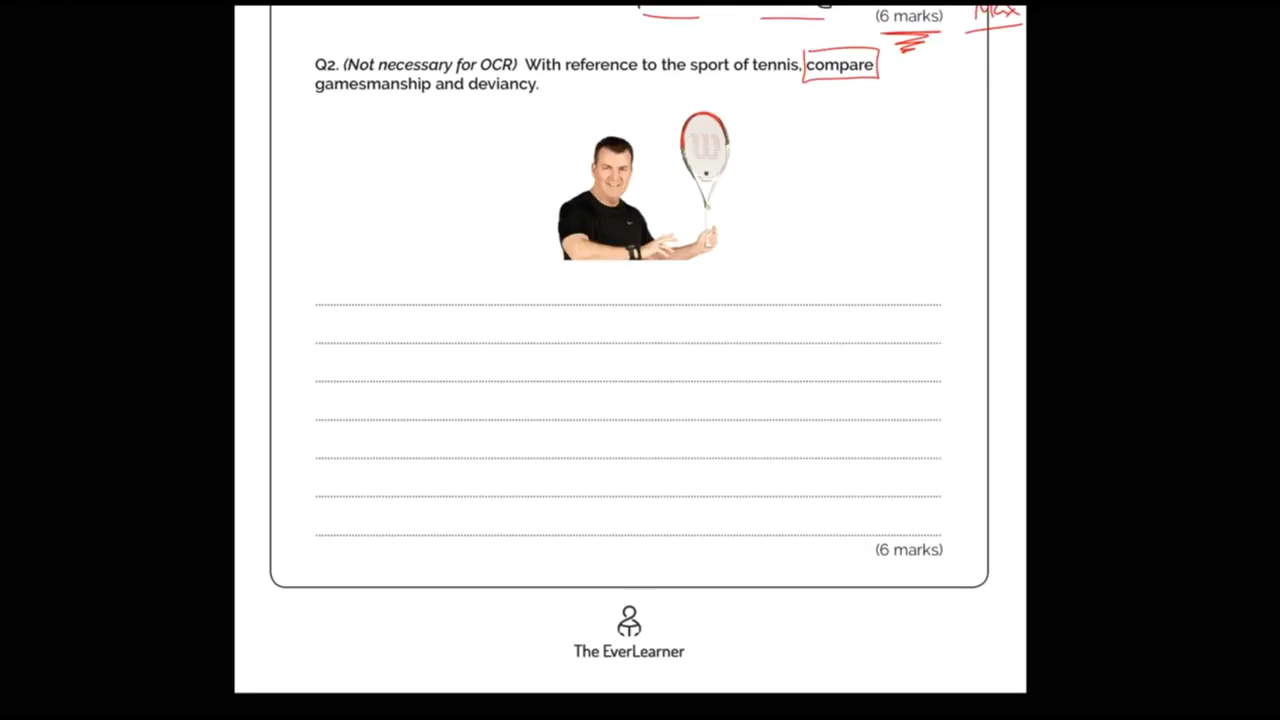 (6 marks)
Max
Q2. (Not necessary for OCR) With reference to the sport of tennis, compare
gamesmanship and deviancy.
W
(6 marks)
The EverLearner